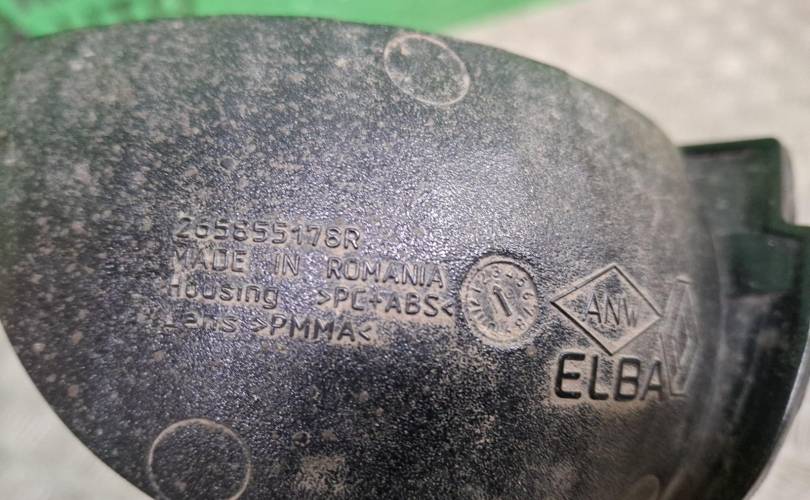 265855178R
MADE IN ROMANIA
Housing >PC+ABS<
Lens >PMMA<
ANW
ELBA